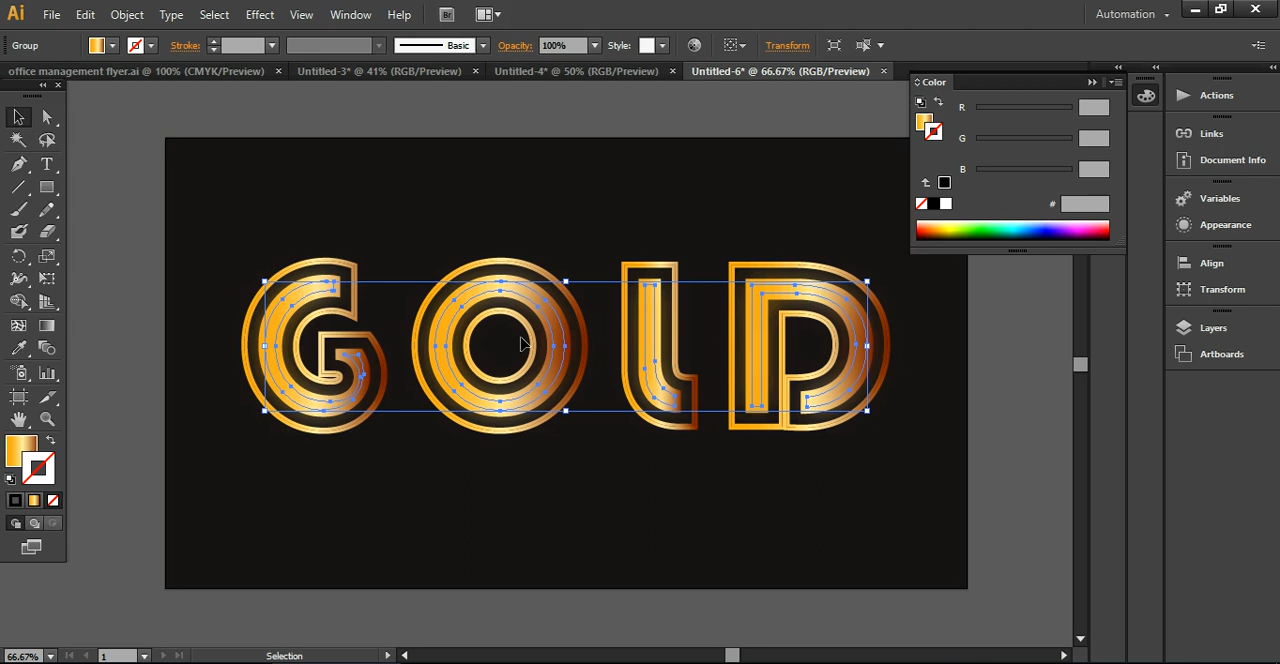 Ai File Edit Object Type Select Effect View Window Help Br Automation
Group Stroke: Basic Opacity: 100% Style: Transform
office management flyer.ai @ 100% (CMYK/Preview) × Untitled-3* @ 41% (RGB/Preview) × Untitled-4* @ 50% (RGB/Preview) × Untitled-6* @ 66.67% (RGB/Preview) ×
Color
R
G
B
#
Actions
Links
Document Info
Variables
Appearance
Align
Transform
Layers
Artboards
T
GOLD
66.67% 1 Selection